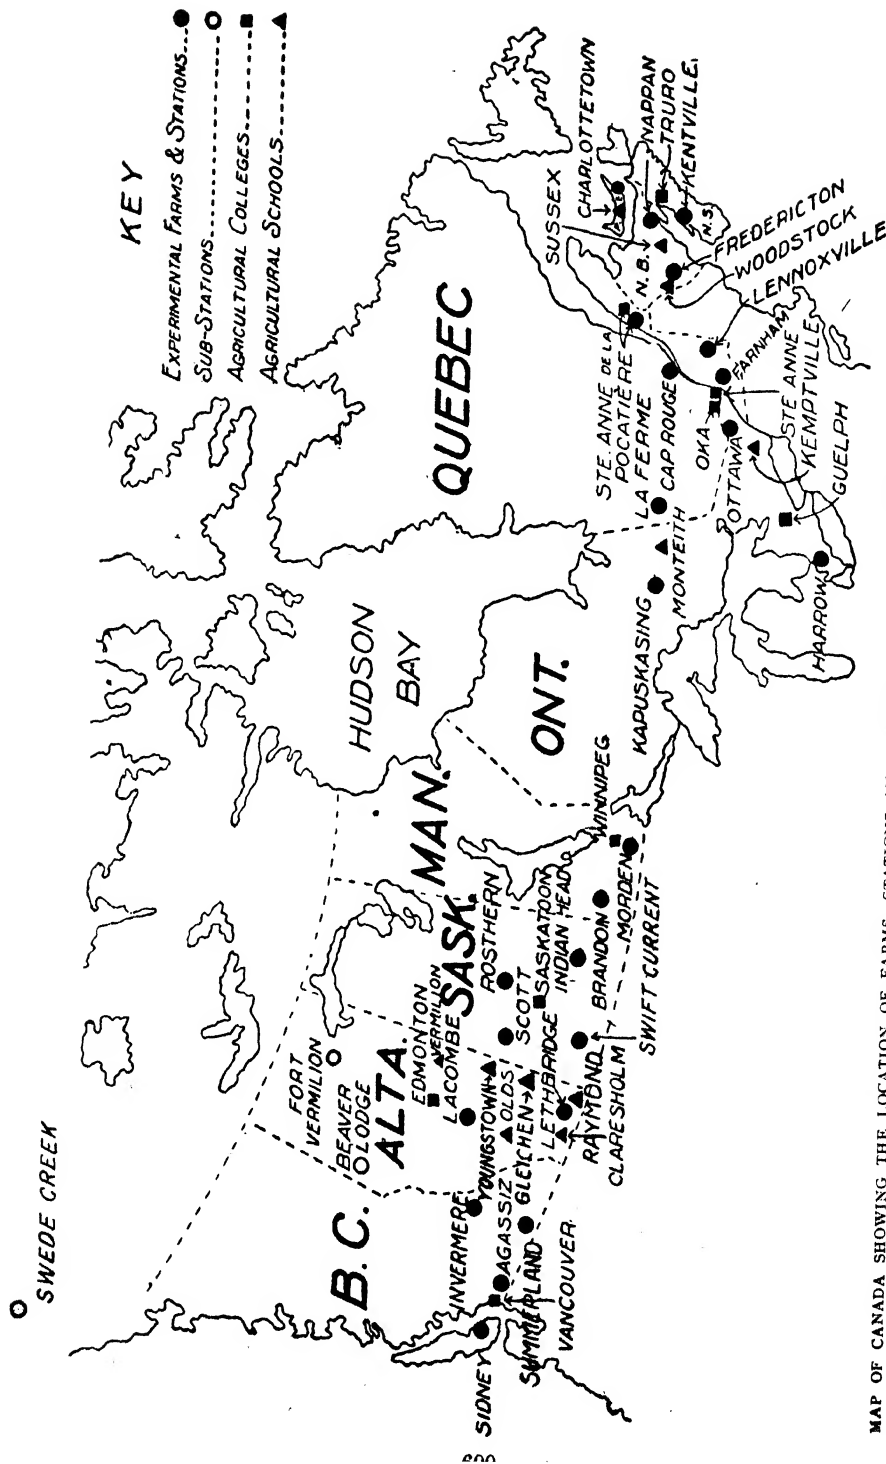 KEY
EXPERIMENTAL FARMS & STATIONS...
SUB-STATIONS
AGRICULTURAL COLLEGES
AGRICULTURAL SCHOOLS
SWEDE CREEK
HUDSON
BAY
QUEBEC
B.C.
ALTA.
SASK.
MAN.
ONT.
FORT
VERMILION
BEAVER
LODGE
EDMONTON
VERMILION
LACOMBE
ROSTHERN
INVERMERE
YOUNGSTOWN
AGASSIZ
OLDS
SCOTT
SASKATOON
GLEICHEN
LETHBRIDGE
INDIAN HEAD
SIDNEY
SUMMERLAND
VANCOUVER.
RAYMOND
CLARESHOLM
BRANDON
MORDEN
WINNIPEG
SWIFT CURRENT
KAPUSKASING
MONTEITH
LA FERME
CAP ROUGE
STE. ANNE DE LA
POCATIÈRE
OKA
OTTAWA
HARROW
GUELPH
KEMPTVILLE
STE ANNE
FARNHAM
LENNOXVILLE
WOODSTOCK
FREDERICTON
SUSSEX
N.B.
CHARLOTTETOWN
NAPPAN
TRURO
KENTVILLE.
N.S.
MAP OF CANADA SHOWING THE LOCATION OF FARMS,